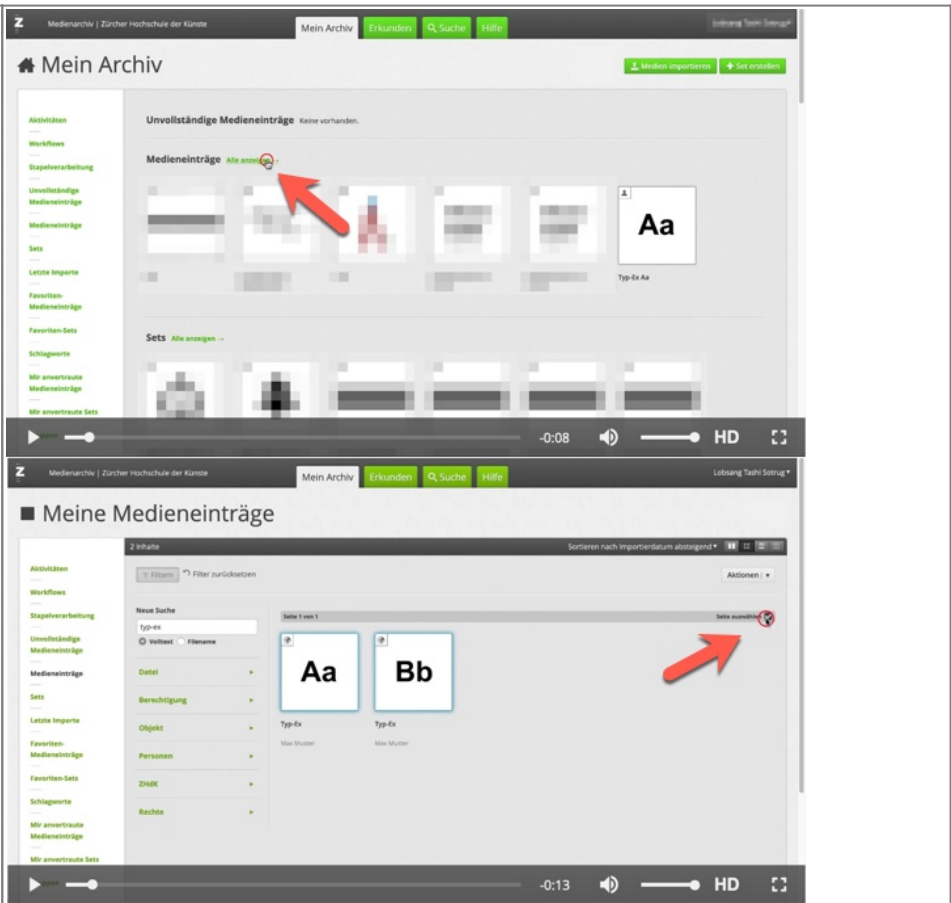 Z Medienarchiv | Zürcher Hochschule der Künste Mein Archiv Erkunden Suche Hilfe
Mein Archiv Medien importieren Set erstellen
Aktivitäten
Workflows
Stapelverarbeitung
Unvollständige
Medieneinträge
Medieneinträge
Sets
Letzte Importe
Favoriten-
Medieneinträge
Favoriten-Sets
Schlagworte
Mir anvertraute
Medieneinträge
Mir anvertraute Sets
Unvollständige Medieneinträge Keine vorhanden.
Medieneinträge Alle anzeigen
Aa
Typ-Ex Aa
Sets Alle anzeigen
-0:08 HD
Z Medienarchiv | Zürcher Hochschule der Künste Mein Archiv Erkunden Suche Hilfe Lobsang Tashi Sotrug
Meine Medieneinträge
Aktivitäten
Workflows
Stapelverarbeitung
Unvollständige
Medieneinträge
Medieneinträge
Sets
Letzte Importe
Favoriten-
Medieneinträge
Favoriten-Sets
Schlagworte
Mir anvertraute
Medieneinträge
Mir anvertraute Sets
2 Inhalte Sortieren nach Importierdatum absteigend
Filtern Filter zurücksetzen Aktionen
Neue Suche
typ-ex
Volltext Filename
Datei
Berechtigung
Objekt
Personen
ZHdK
Rechte
Seite 1 von 1 Seite auswählen
Aa Bb
Typ-Ex Typ-Ex
Max Muster Max Muster
-0:13 HD